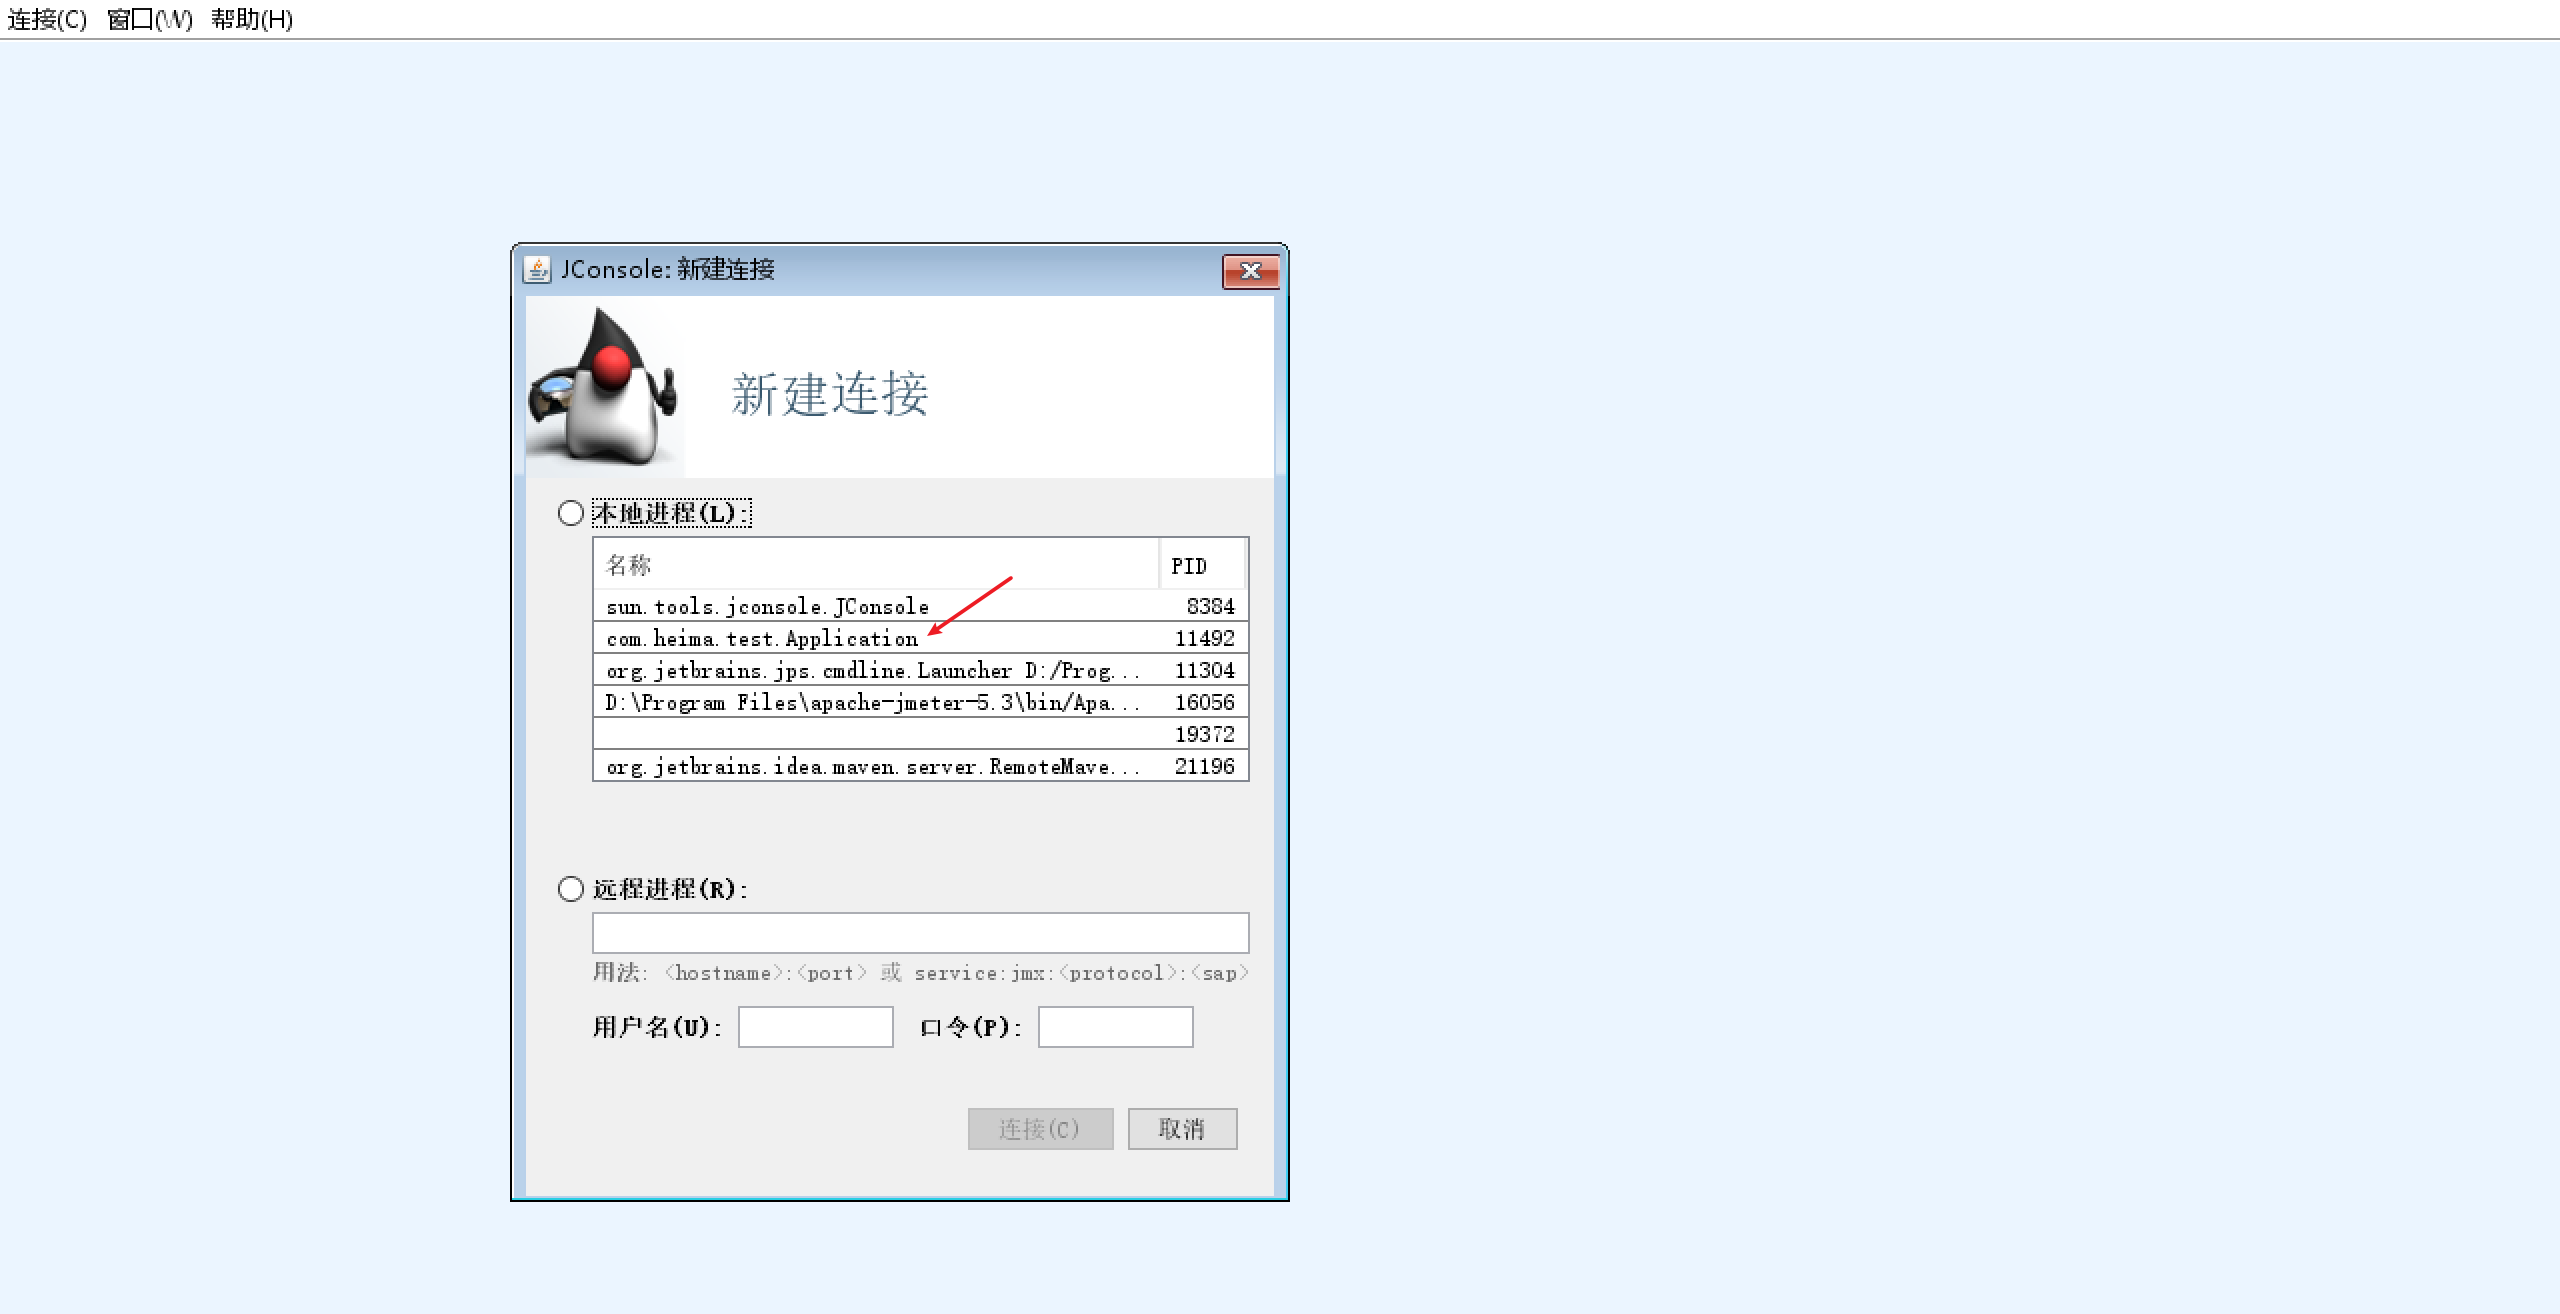 连接(C) 窗口(W) 帮助(H)
JConsole: 新建连接
新建连接
本地进程(L):
名称 PID
sun.tools.jconsole.JConsole 8384
com.heima.test.Application 11492
org.jetbrains.jps.cmdline.Launcher D:/Prog... 11304
D:\Program Files\apache-jmeter-5.3\bin/Apa... 16056
19372
org.jetbrains.idea.maven.server.RemoteMave... 21196
远程进程(R):
用法: <hostname>:<port> 或 service:jmx:<protocol>:<sap>
用户名(U): 口令(P):
连接(C) 取消